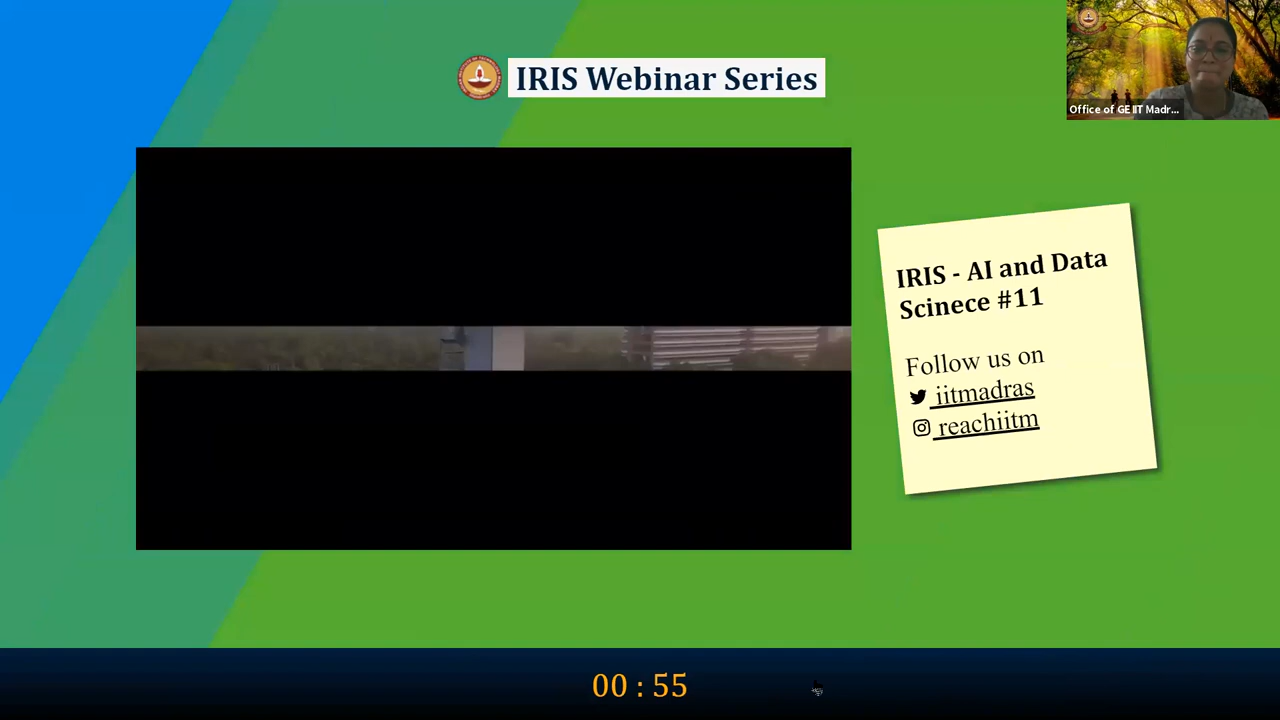 IRIS Webinar Series
Office of GE IIT Madr...
IRIS - AI and Data
Scinece #11
Follow us on
iitmadras
reachiitm
00 : 55